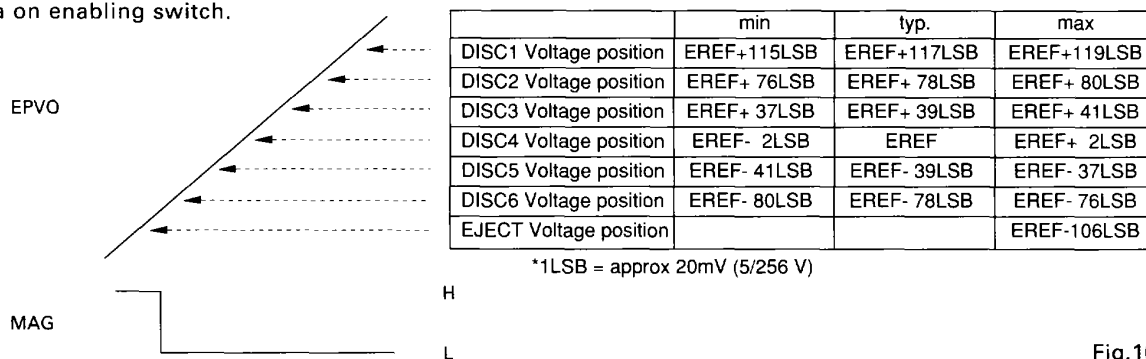 on enabling switch.
min typ. max
DISC1 Voltage position EREF+115LSB EREF+117LSB EREF+119LSB
DISC2 Voltage position EREF+ 76LSB EREF+ 78LSB EREF+ 80LSB
EPVO
DISC3 Voltage position EREF+ 37LSB EREF+ 39LSB EREF+ 41LSB
DISC4 Voltage position EREF- 2LSB EREF EREF+ 2LSB
DISC5 Voltage position EREF- 41LSB EREF- 39LSB EREF- 37LSB
DISC6 Voltage position EREF- 80LSB EREF- 78LSB EREF- 76LSB
EJECT Voltage position EREF-106LSB
*1LSB = approx 20mV (5/256 V)
H
MAG
L